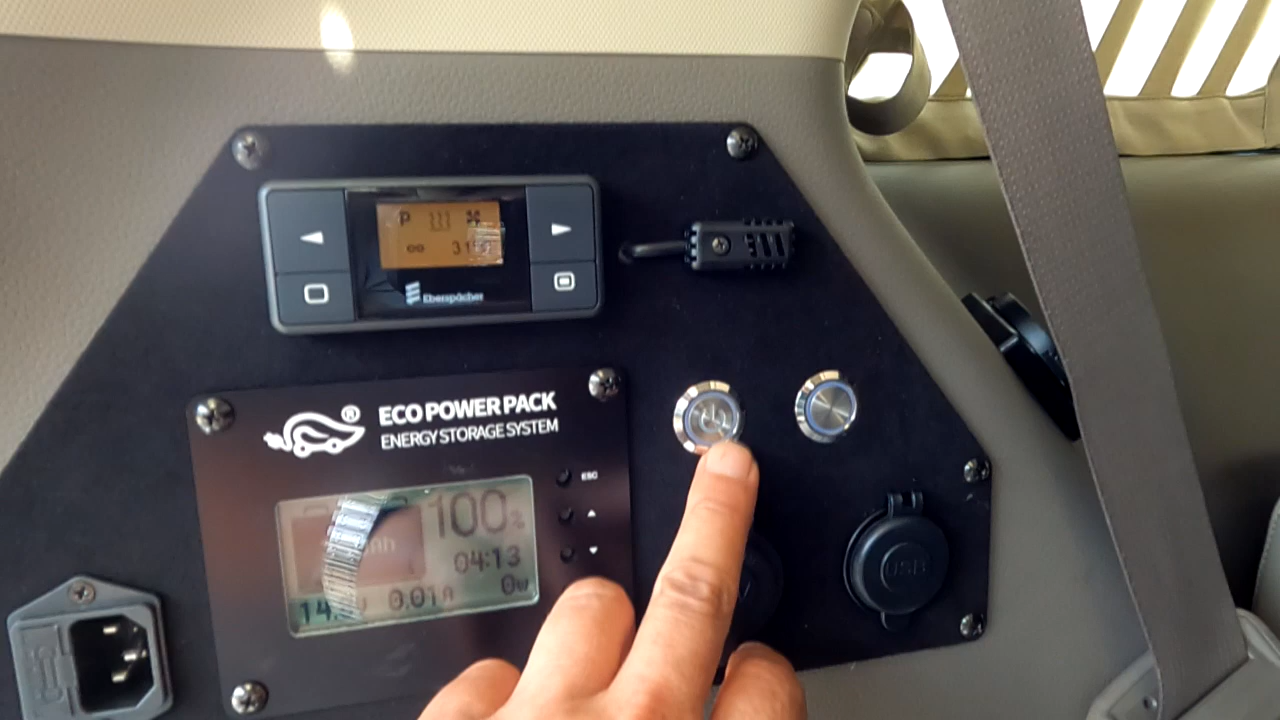 P
Eberspächer
®
ECO POWER PACK
ENERGY STORAGE SYSTEM
ESC
100%
04:13
0.01A
0w
USB